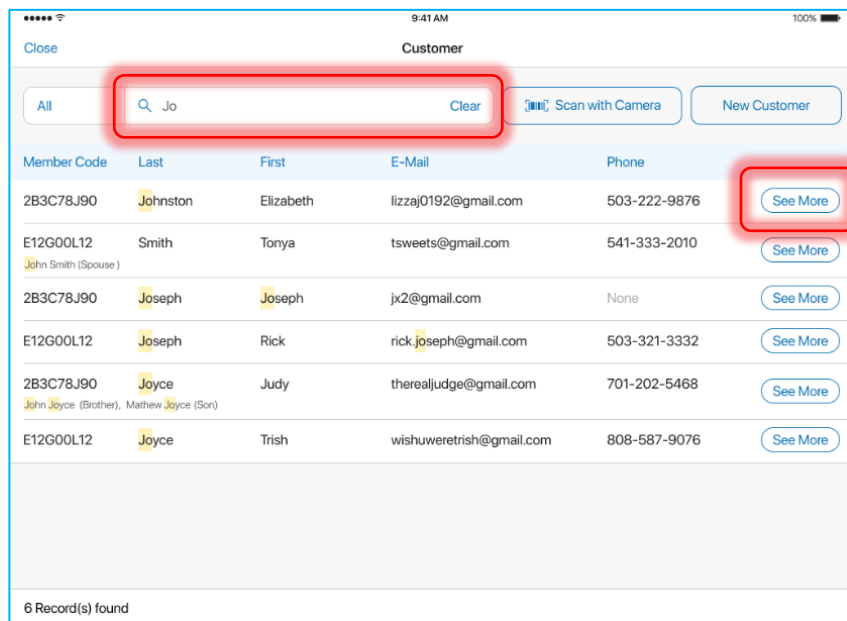 9:41 AM 100%
Close Customer
All Jo Clear Scan with Camera New Customer
Member Code Last First E-Mail Phone
2B3C78J90 Johnston Elizabeth lizzaj0192@gmail.com 503-222-9876 See More
E12G00L12 Smith Tonya tsweets@gmail.com 541-333-2010 See More
John Smith (Spouse )
2B3C78J90 Joseph Joseph jx2@gmail.com None See More
E12G00L12 Joseph Rick rick.joseph@gmail.com 503-321-3332 See More
2B3C78J90 Joyce Judy therealjudge@gmail.com 701-202-5468 See More
John Joyce (Brother), Mathew Joyce (Son)
E12G00L12 Joyce Trish wishuweretrish@gmail.com 808-587-9076 See More
6 Record(s) found